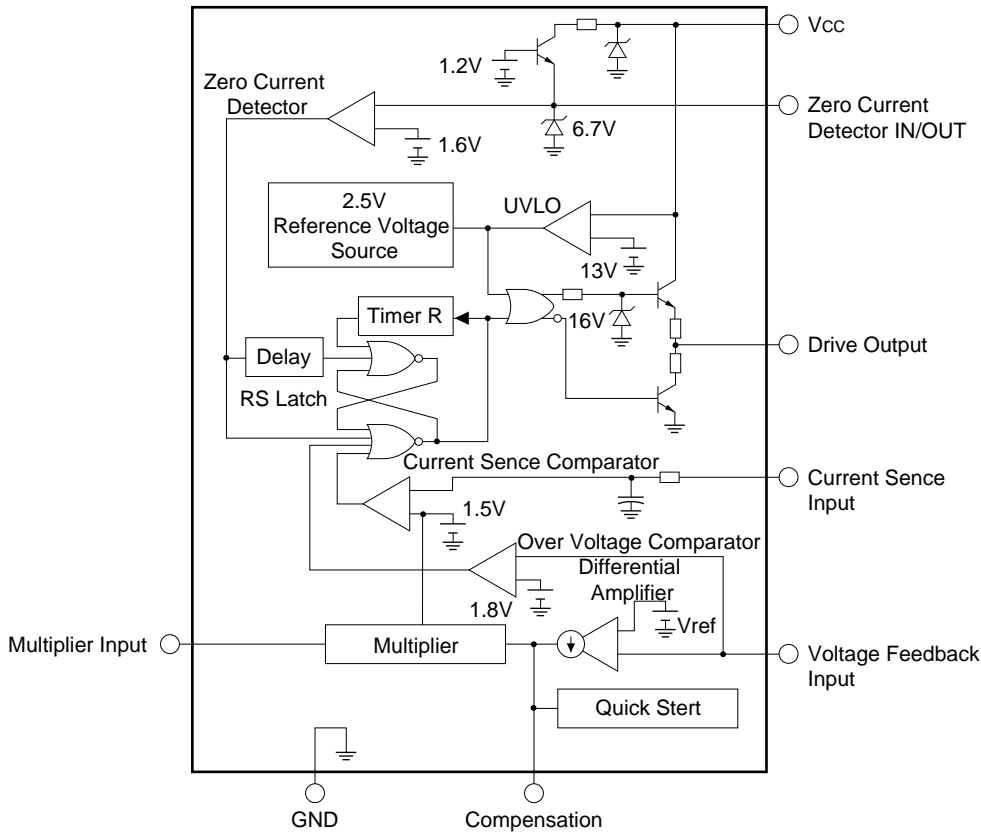 Vcc
1.2V
Zero Current
Detector
Zero Current
Detector IN/OUT
6.7V
1.6V
2.5V
Reference Voltage
Source
UVLO
13V
Timer R
16V
Delay
Drive Output
RS Latch
Current Sence Comparator
Current Sence
Input
1.5V
Over Voltage Comparator
Differential
Amplifier
1.8V
Vref
Multiplier Input
Multiplier
Voltage Feedback
Input
Quick Stert
GND
Compensation